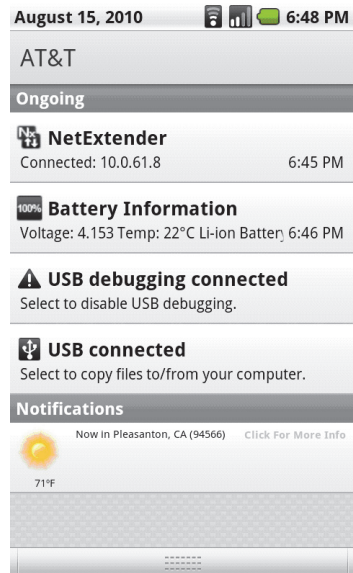 August 15, 2010 6:48 PM
AT&T
Ongoing
NetExtender
Connected: 10.0.61.8 6:45 PM
100% Battery Information
Voltage: 4.153 Temp: 22°C Li-ion Battery 6:46 PM
USB debugging connected
Select to disable USB debugging.
USB connected
Select to copy files to/from your computer.
Notifications
Now in Pleasanton, CA (94566) Click For More Info
71°F